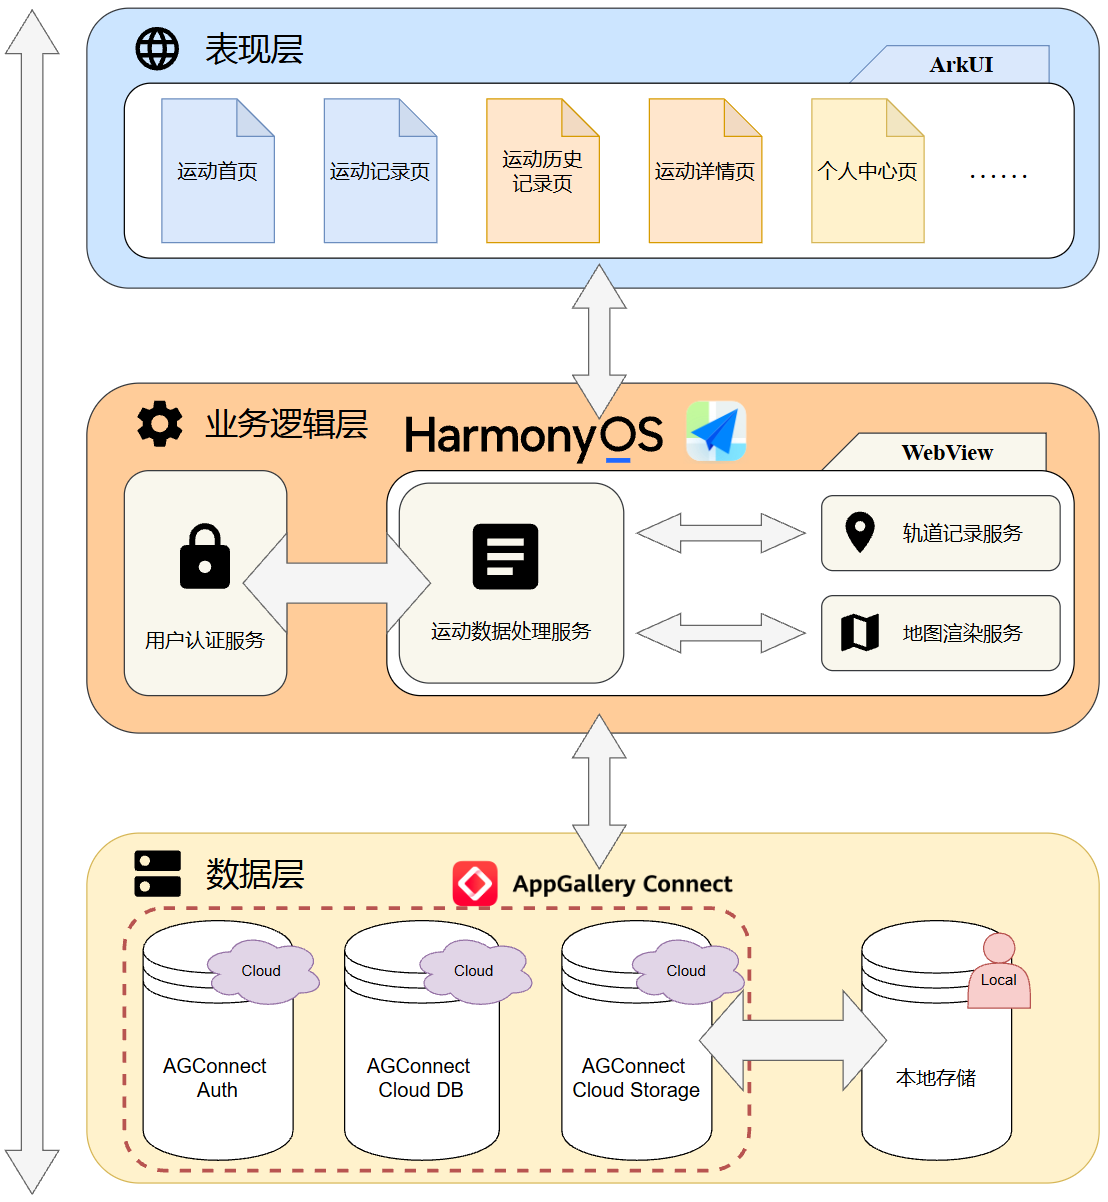 表现层
ArkUI
运动首页
运动记录页
运动历史
记录页
运动详情页
个人中心页
......
业务逻辑层
HarmonyOS
WebView
用户认证服务
运动数据处理服务
轨道记录服务
地图渲染服务
数据层
AppGallery Connect
Cloud
Cloud
Cloud
Local
AGConnect
Auth
AGConnect
Cloud DB
AGConnect
Cloud Storage
本地存储